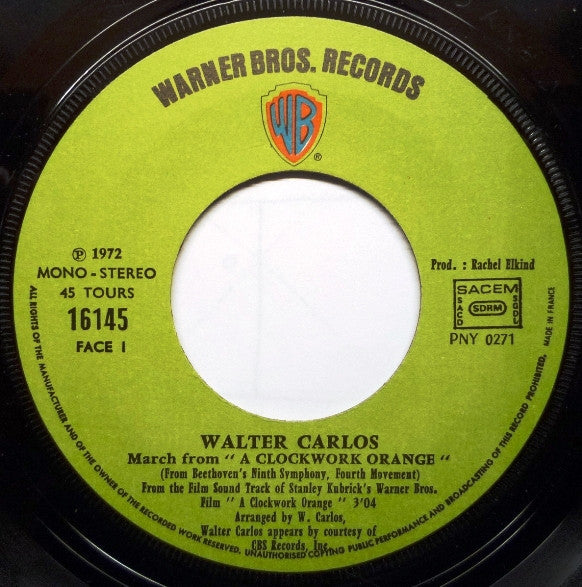 WARNER BROS. RECORDS
WB
®
℗ 1972
MONO - STEREO
45 TOURS
16145
FACE 1
Prod. : Rachel Elkind
SACEM
SACD
SDRM
SGDL
PNY 0271
MADE IN FRANCE
WALTER CARLOS
March from " A CLOCKWORK ORANGE "
(From Beethoven's Ninth Symphony, Fourth Movement)
From the Film Sound Track of Stanley Kubrick's Warner Bros.
Film " A Clockwork Orange " 3'04
Arranged by W. Carlos,
Walter Carlos appears by courtesy of
CBS Records, Inc.
ALL RIGHTS OF THE MANUFACTURER AND OF THE OWNER OF THE RECORDED WORK RESERVED. UNAUTHORISED COPYING PUBLIC PERFORMANCE AND BROADCASTING OF THIS RECORD PROHIBITED.